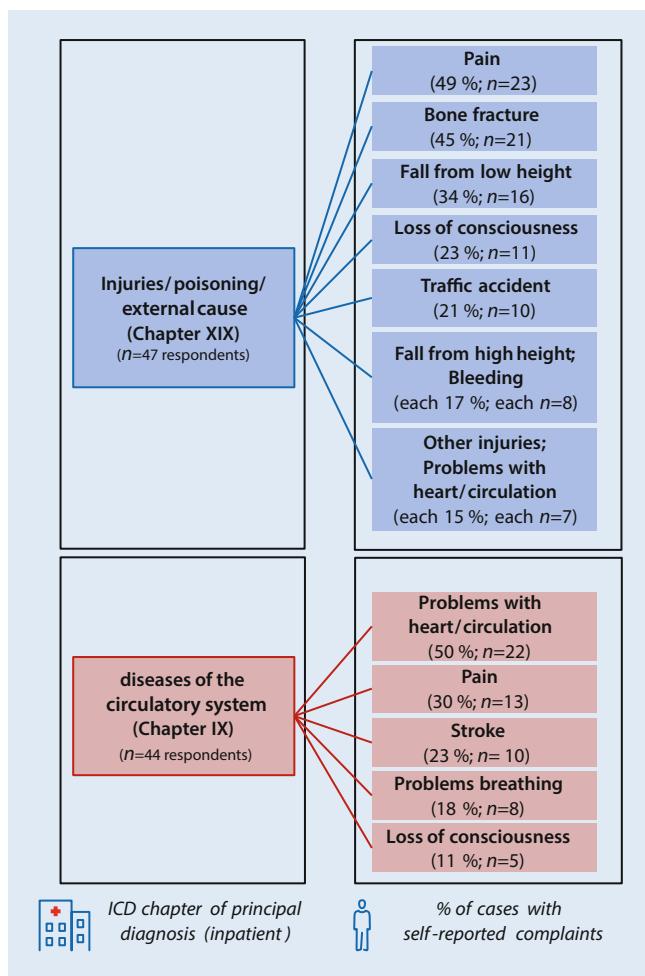 Injuries/poisoning/
external cause
(Chapter XIX)
(n=47 respondents)
Pain
(49 %; n=23)
Bone fracture
(45 %; n=21)
Fall from low height
(34 %; n=16)
Loss of consciousness
(23 %; n=11)
Traffic accident
(21 %; n=10)
Fall from high height;
Bleeding
(each 17 %; each n=8)
Other injuries;
Problems with
heart/circulation
(each 15 %; each n=7)
diseases of the
circulatory system
(Chapter IX)
(n=44 respondents)
Problems with
heart/circulation
(50 %; n=22)
Pain
(30 %; n=13)
Stroke
(23 %; n= 10)
Problems breathing
(18 %; n=8)
Loss of consciousness
(11 %; n=5)
ICD chapter of principal
diagnosis (inpatient)
% of cases with
self-reported complaints